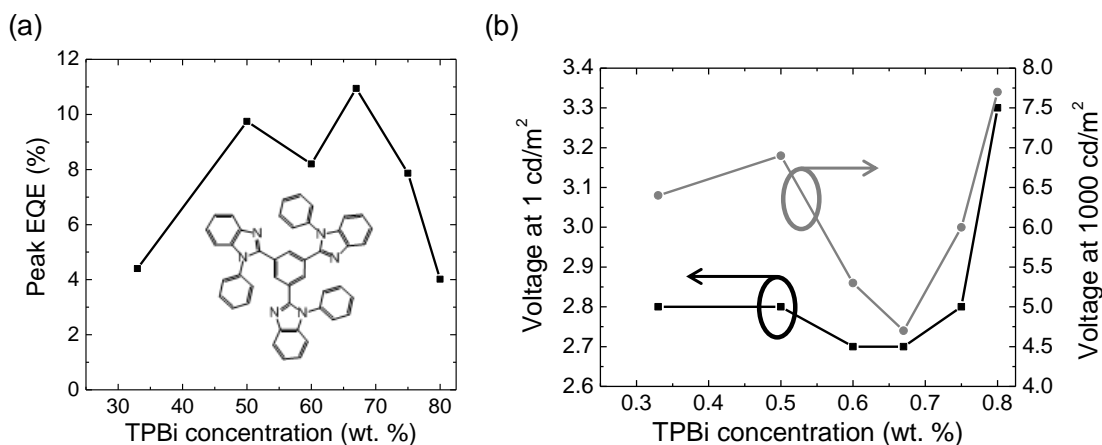 (a)
(b)
Peak EQE (%)
12
10
8
6
4
2
0
30 40 50 60 70 80
TPBi concentration (wt. %)
N
N
N
N
N
N
Voltage at 1 cd/m²
3.4
3.3
3.2
3.1
3.0
2.9
2.8
2.7
2.6
0.3 0.4 0.5 0.6 0.7 0.8
TPBi concentration (wt. %)
8.0
7.5
7.0
6.5
6.0
5.5
5.0
4.5
4.0
Voltage at 1000 cd/m²